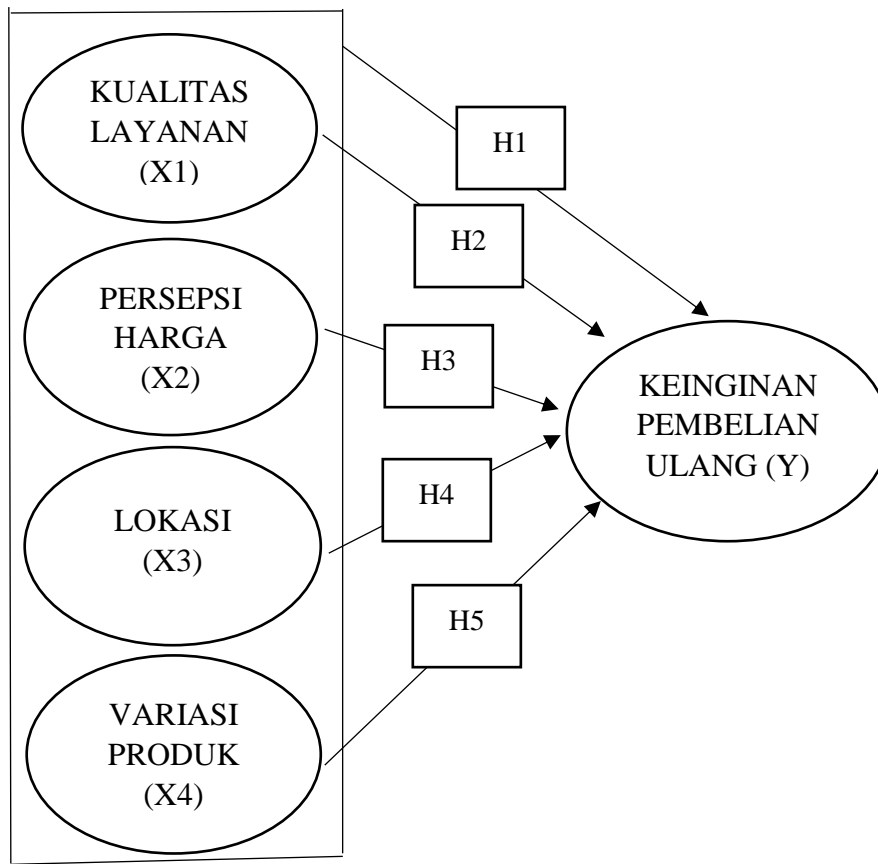 KUALITAS
LAYANAN
(X1)
PERSEPSI
HARGA
(X2)
LOKASI
(X3)
VARIASI
PRODUK
(X4)
H1
H2
H3
H4
H5
KEINGINAN
PEMBELIAN
ULANG (Y)